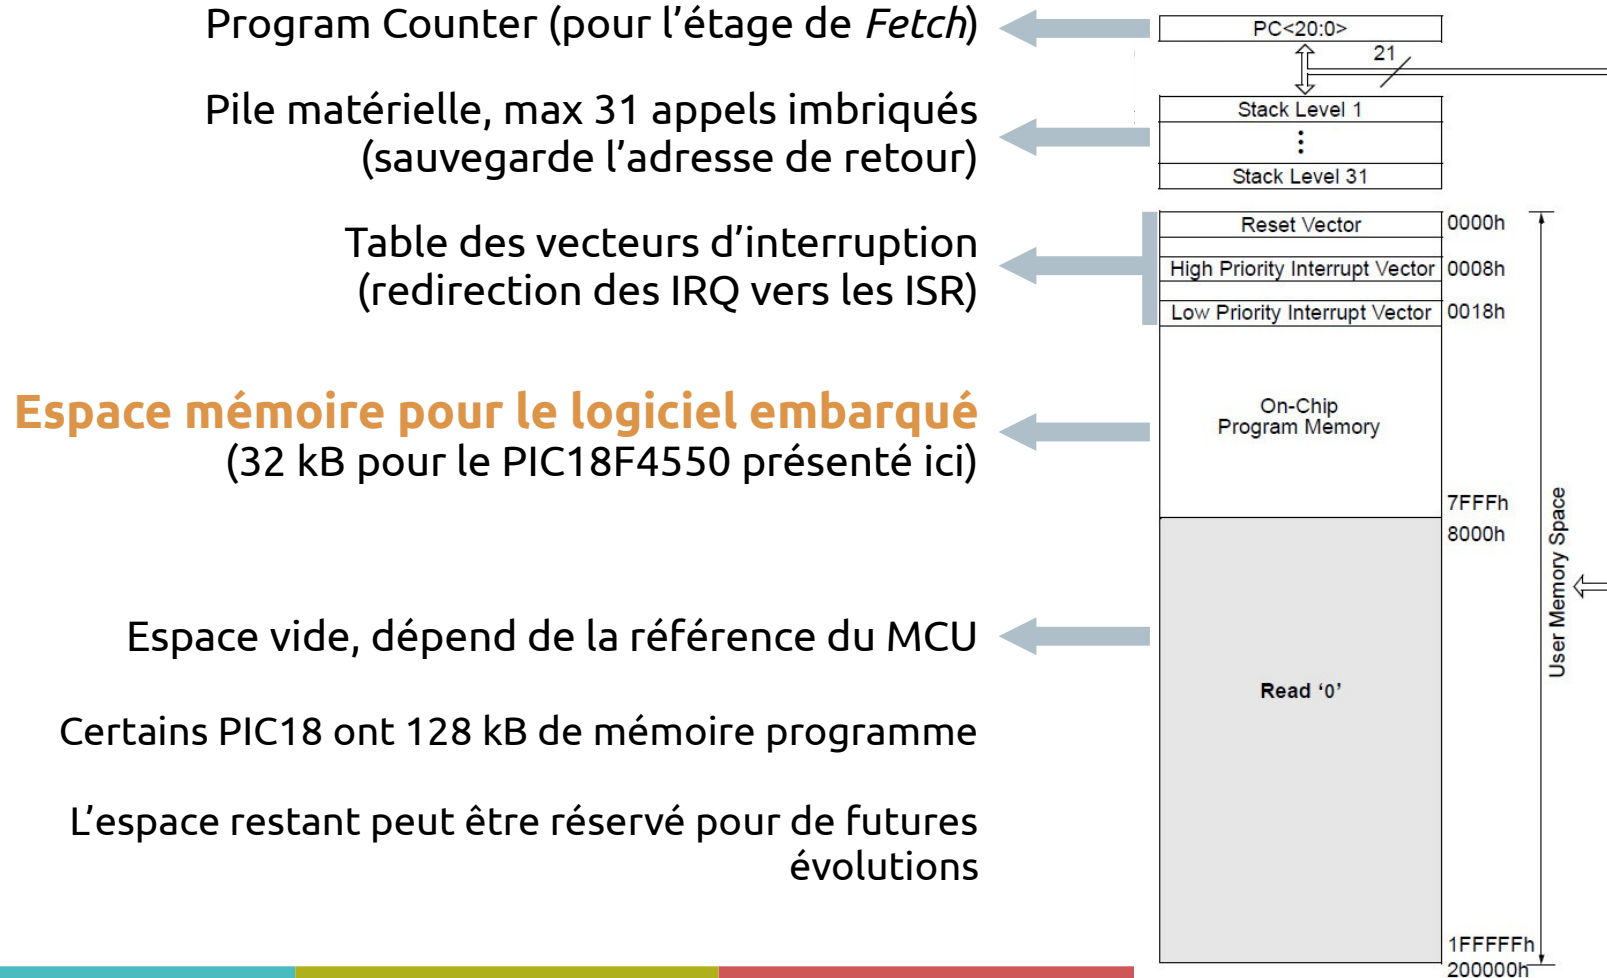 Program Counter (pour l’étage de Fetch)
Pile matérielle, max 31 appels imbriqués
(sauvegarde l’adresse de retour)
Table des vecteurs d’interruption
(redirection des IRQ vers les ISR)
Espace mémoire pour le logiciel embarqué
(32 kB pour le PIC18F4550 présenté ici)
Espace vide, dépend de la référence du MCU
Certains PIC18 ont 128 kB de mémoire programme
L’espace restant peut être réservé pour de futures
évolutions
PC<20:0>
21
Stack Level 1
Stack Level 31
Reset Vector
0000h
High Priority Interrupt Vector
0008h
Low Priority Interrupt Vector
0018h
On-Chip
Program Memory
7FFFh
8000h
Read ‘0’
1FFFFFh
200000h
User Memory Space